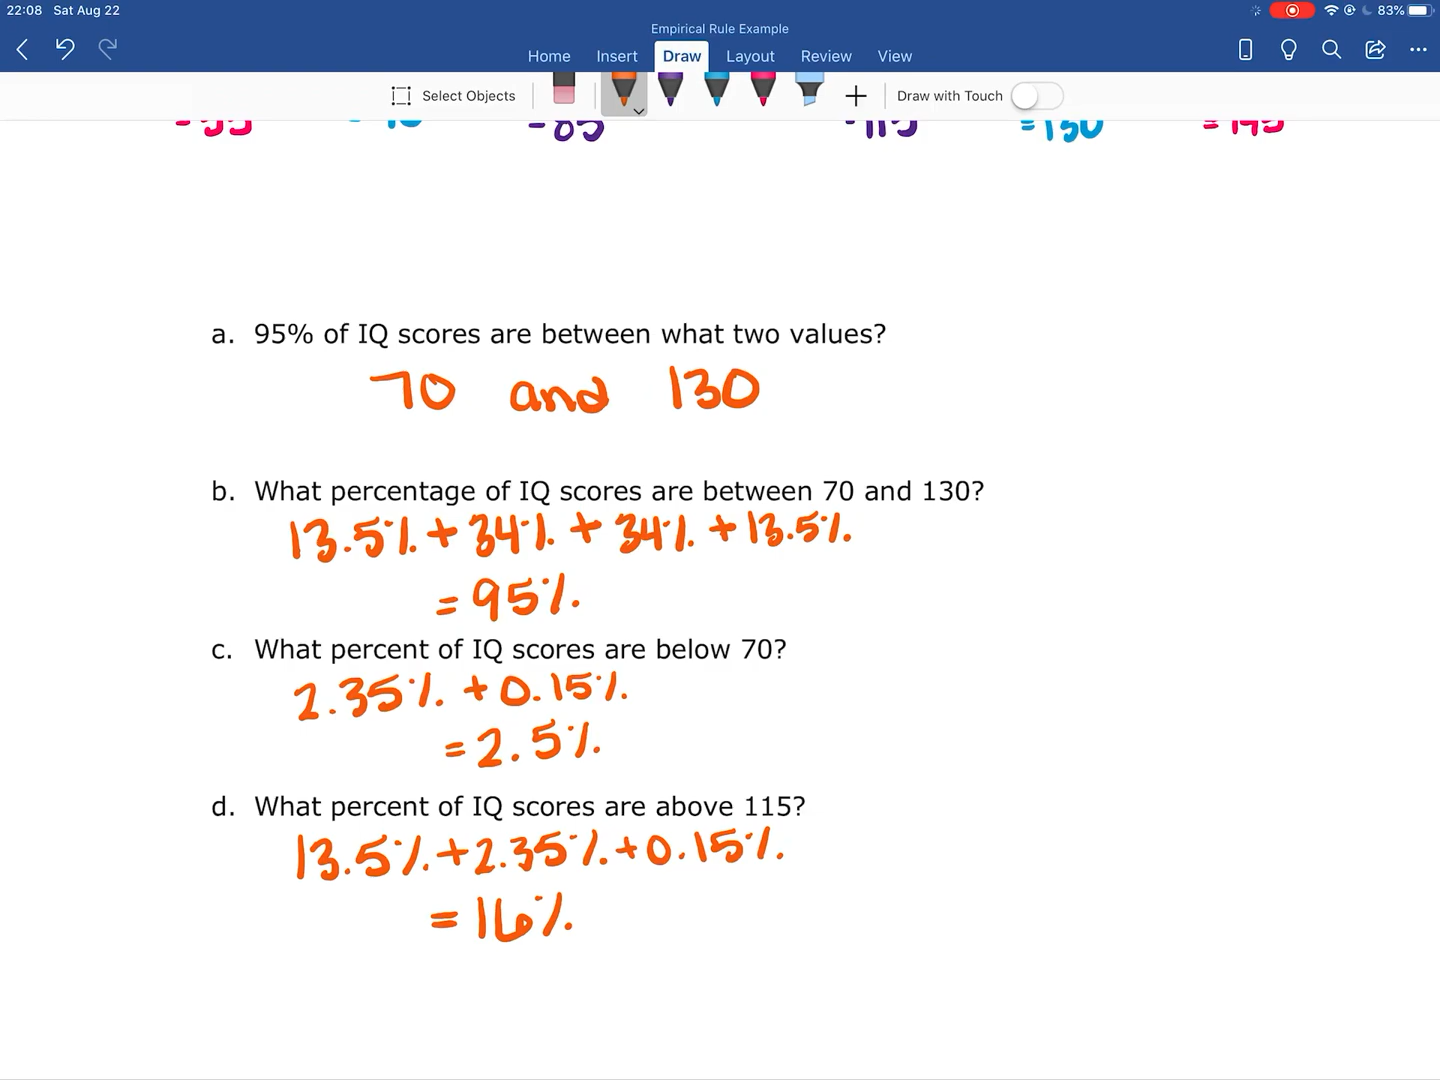 22:08 Sat Aug 22 83%
Empirical Rule Example
Home Insert Draw Layout Review View
Select Objects Draw with Touch
=85 =115 =130 =145
a. 95% of IQ scores are between what two values?
70 and 130
b. What percentage of IQ scores are between 70 and 130?
13.5% + 34% + 34% + 13.5%
= 95%
c. What percent of IQ scores are below 70?
2.35% + 0.15%
= 2.5%
d. What percent of IQ scores are above 115?
13.5% + 2.35% + 0.15%
= 16%